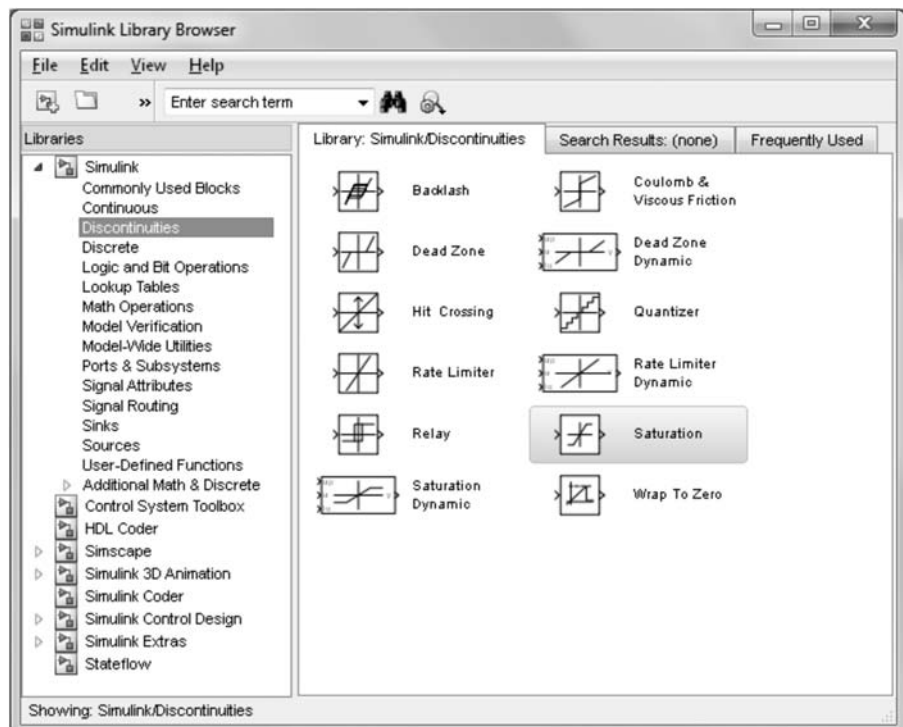 Simulink Library Browser
File Edit View Help
» Enter search term
Libraries
Simulink
Commonly Used Blocks
Continuous
Discontinuities
Discrete
Logic and Bit Operations
Lookup Tables
Math Operations
Model Verification
Model-Wide Utilities
Ports & Subsystems
Signal Attributes
Signal Routing
Sinks
Sources
User-Defined Functions
Additional Math & Discrete
Control System Toolbox
HDL Coder
Simscape
Simulink 3D Animation
Simulink Coder
Simulink Control Design
Simulink Extras
Stateflow
Library: Simulink/Discontinuities Search Results: (none) Frequently Used
Backlash
Coulomb &
Viscous Friction
Dead Zone
Dead Zone
Dynamic
Hit Crossing
Quantizer
Rate Limiter
Rate Limiter
Dynamic
Relay
Saturation
Saturation
Dynamic
Wrap To Zero
Showing: Simulink/Discontinuities